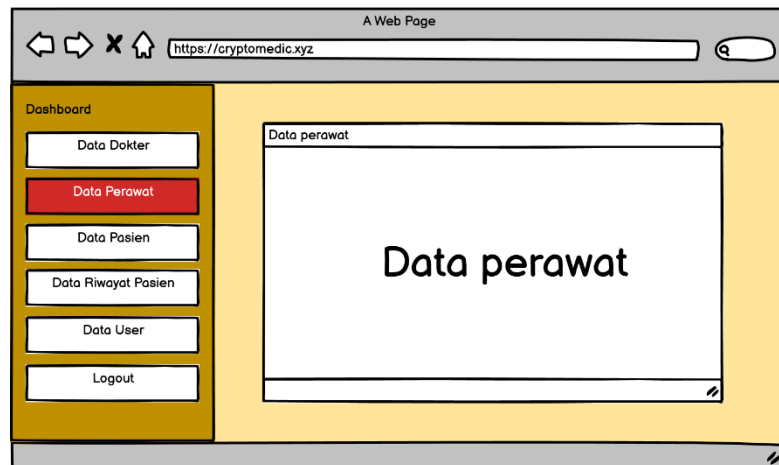 A Web Page
https://cryptomedic.xyz
Dashboard
Data Dokter
Data Perawat
Data Pasien
Data Riwayat Pasien
Data User
Logout
Data perawat
Data perawat